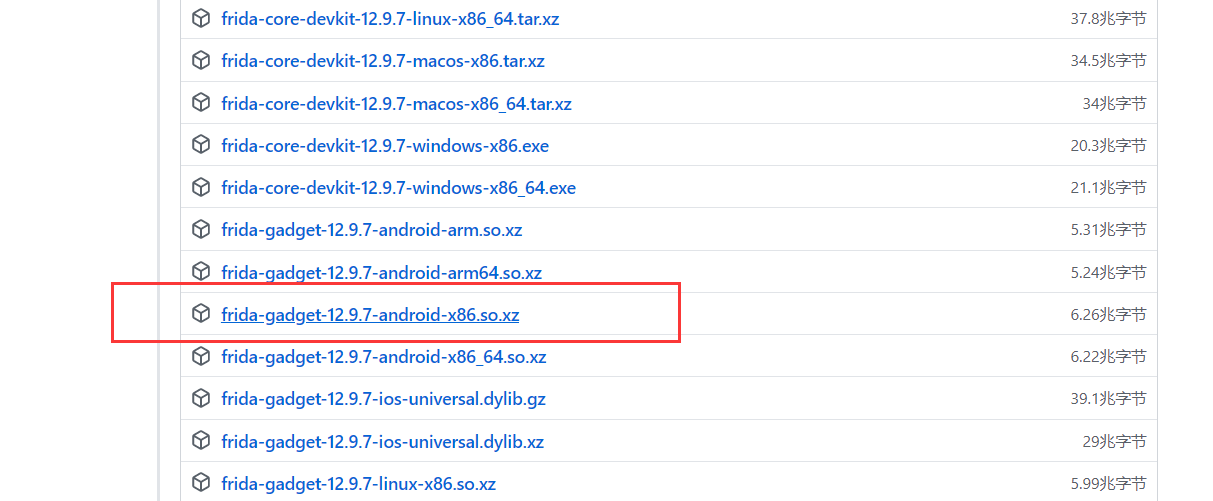 frida-core-devkit-12.9.7-linux-x86_64.tar.xz 37.8兆字节
frida-core-devkit-12.9.7-macos-x86.tar.xz 34.5兆字节
frida-core-devkit-12.9.7-macos-x86_64.tar.xz 34兆字节
frida-core-devkit-12.9.7-windows-x86.exe 20.3兆字节
frida-core-devkit-12.9.7-windows-x86_64.exe 21.1兆字节
frida-gadget-12.9.7-android-arm.so.xz 5.31兆字节
frida-gadget-12.9.7-android-arm64.so.xz 5.24兆字节
frida-gadget-12.9.7-android-x86.so.xz 6.26兆字节
frida-gadget-12.9.7-android-x86_64.so.xz 6.22兆字节
frida-gadget-12.9.7-ios-universal.dylib.gz 39.1兆字节
frida-gadget-12.9.7-ios-universal.dylib.xz 29兆字节
frida-gadget-12.9.7-linux-x86.so.xz 5.99兆字节